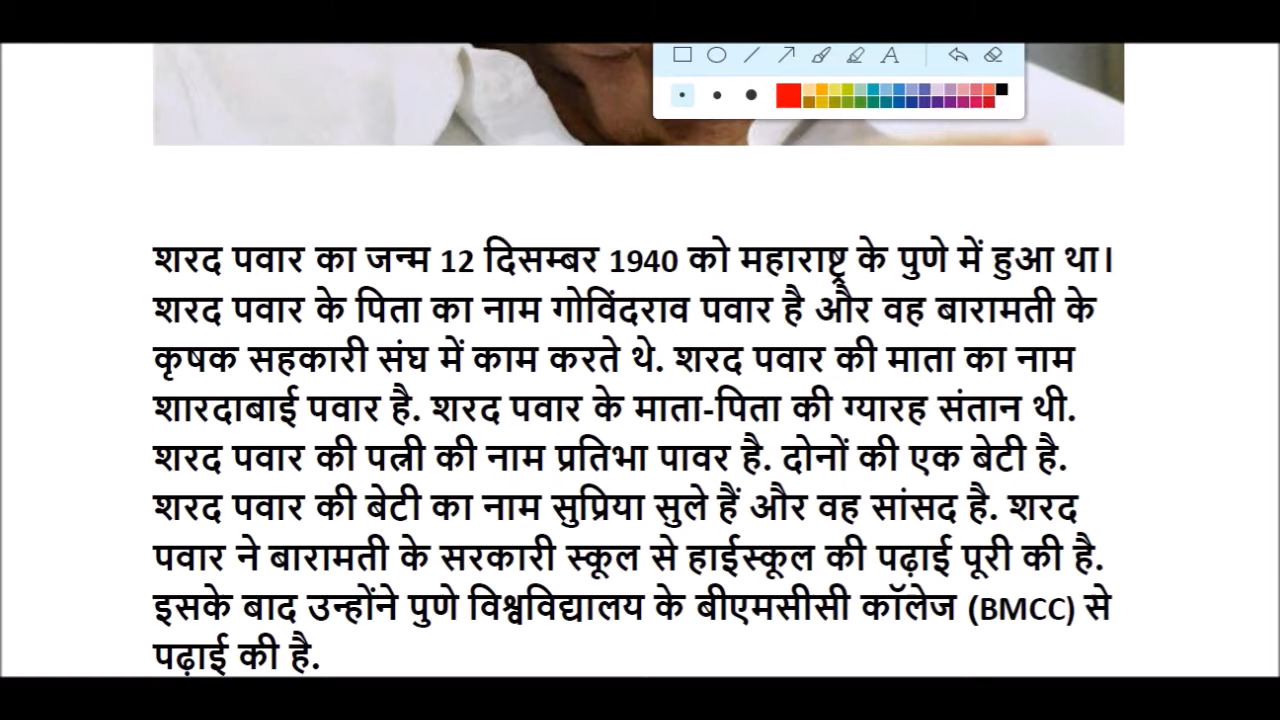 शरद पवार का जन्म 12 दिसम्बर 1940 को महाराष्ट्र के पुणे में हुआ था।
शरद पवार के पिता का नाम गोविंदराव पवार है और वह बारामती के
कृषक सहकारी संघ में काम करते थे. शरद पवार की माता का नाम
शारदाबाई पवार है. शरद पवार के माता-पिता की ग्यारह संतान थी.
शरद पवार की पत्नी की नाम प्रतिभा पावर है. दोनों की एक बेटी है.
शरद पवार की बेटी का नाम सुप्रिया सुले हैं और वह सांसद है. शरद
पवार ने बारामती के सरकारी स्कूल से हाईस्कूल की पढ़ाई पूरी की है.
इसके बाद उन्होंने पुणे विश्वविद्यालय के बीएमसीसी कॉलेज (BMCC) से
पढ़ाई की है.